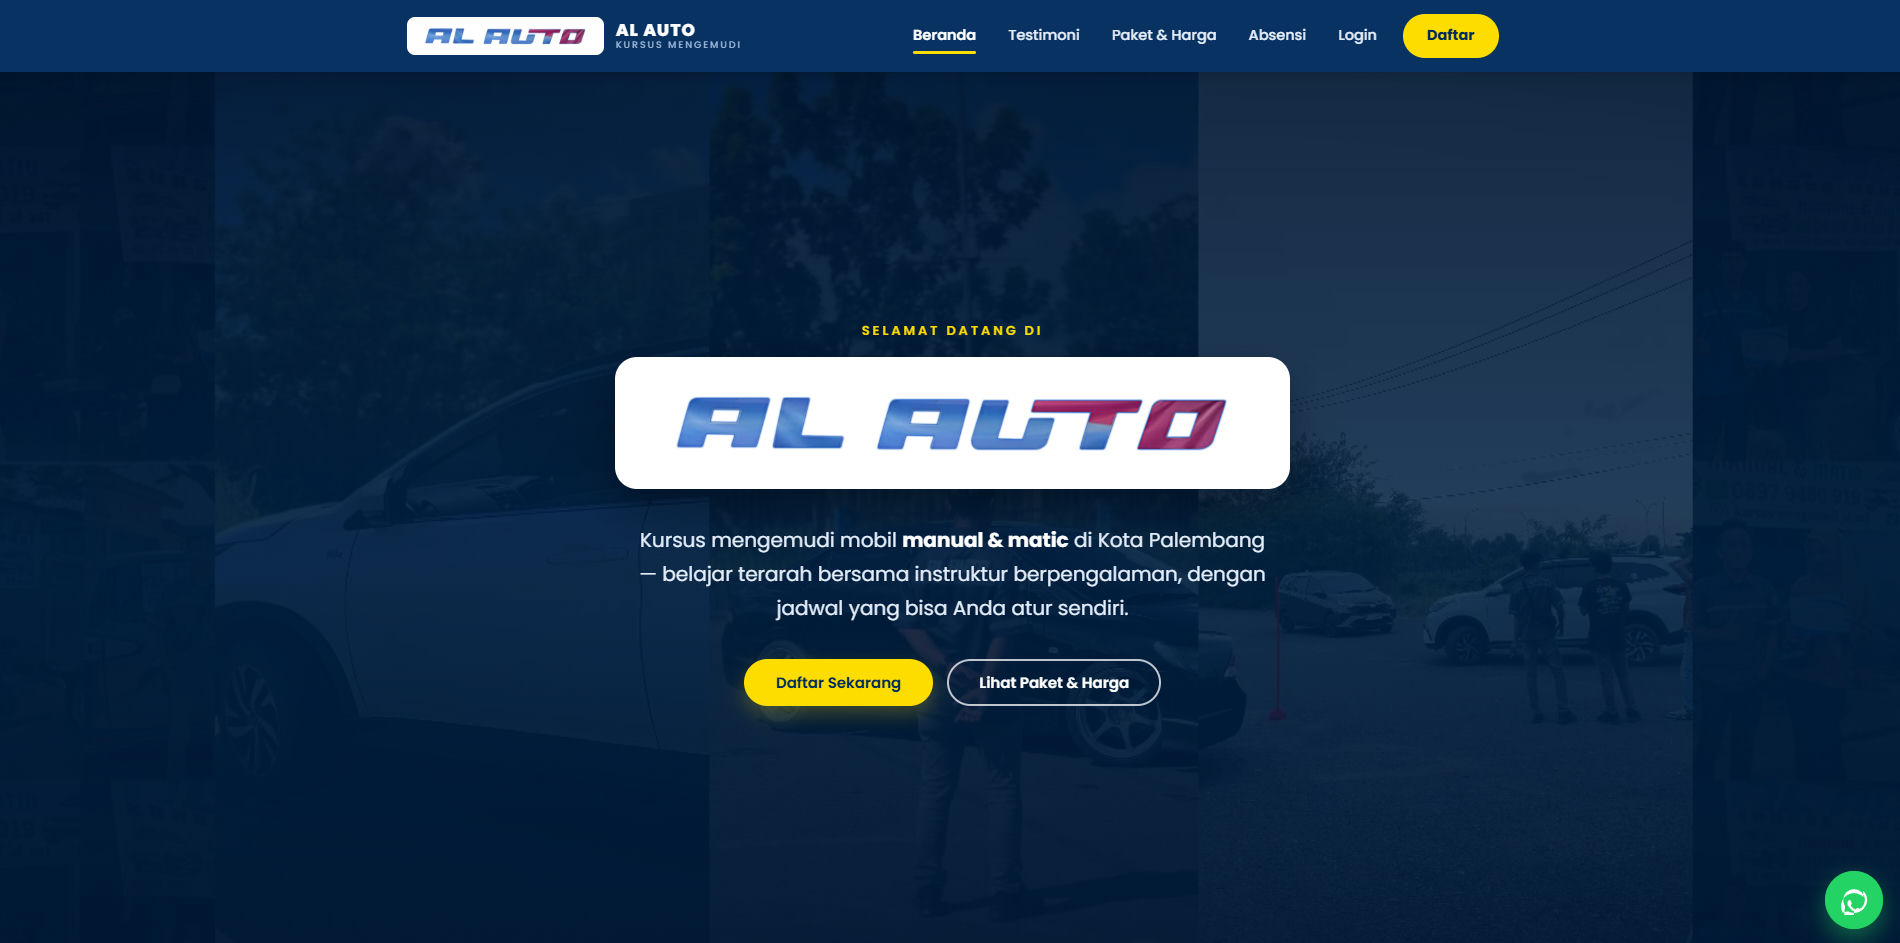 AL AUTO
AL AUTO
KURSUS MENGEMUDI
Beranda
Testimoni
Paket & Harga
Absensi
Login
Daftar
SELAMAT DATANG DI
AL AUTO
Kursus mengemudi mobil manual & matic di Kota Palembang
— belajar terarah bersama instruktur berpengalaman, dengan
jadwal yang bisa Anda atur sendiri.
Daftar Sekarang
Lihat Paket & Harga